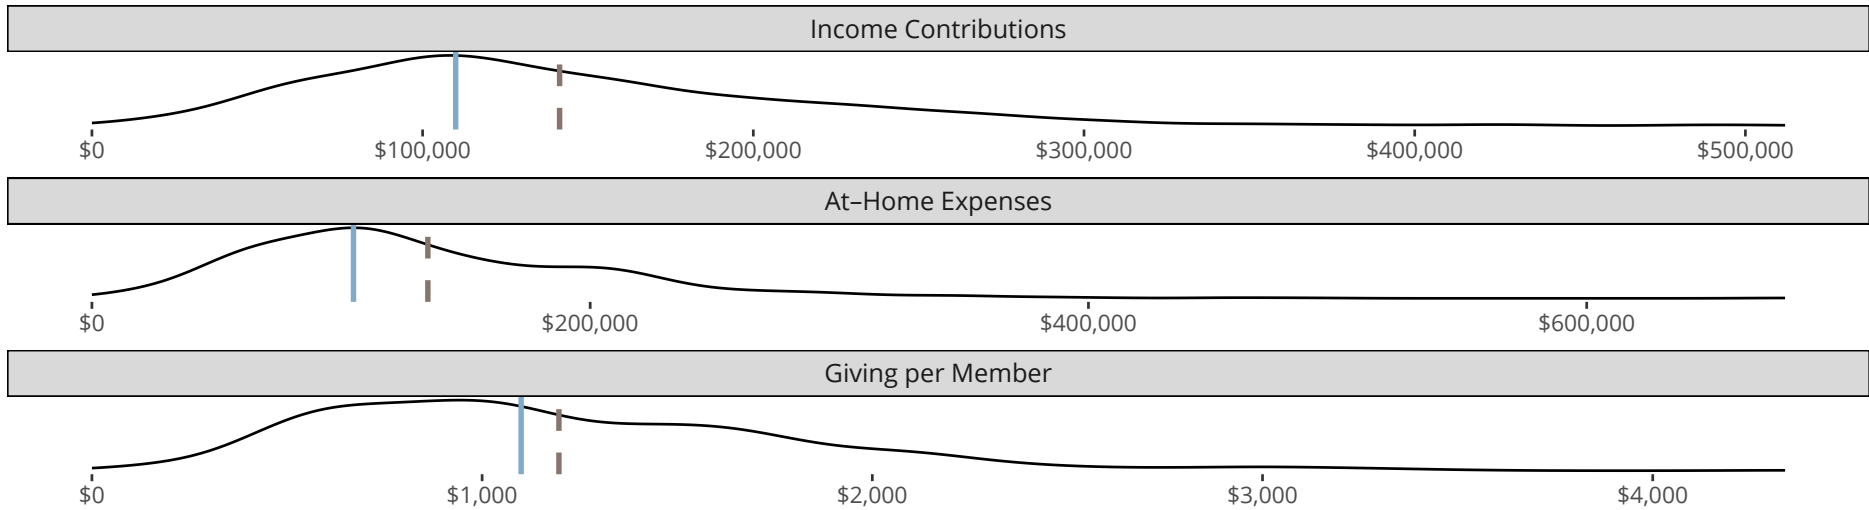 Income Contributions
$0 $100,000 $200,000 $300,000 $400,000 $500,000
At–Home Expenses
$0 $200,000 $400,000 $600,000
Giving per Member
$0 $1,000 $2,000 $3,000 $4,000